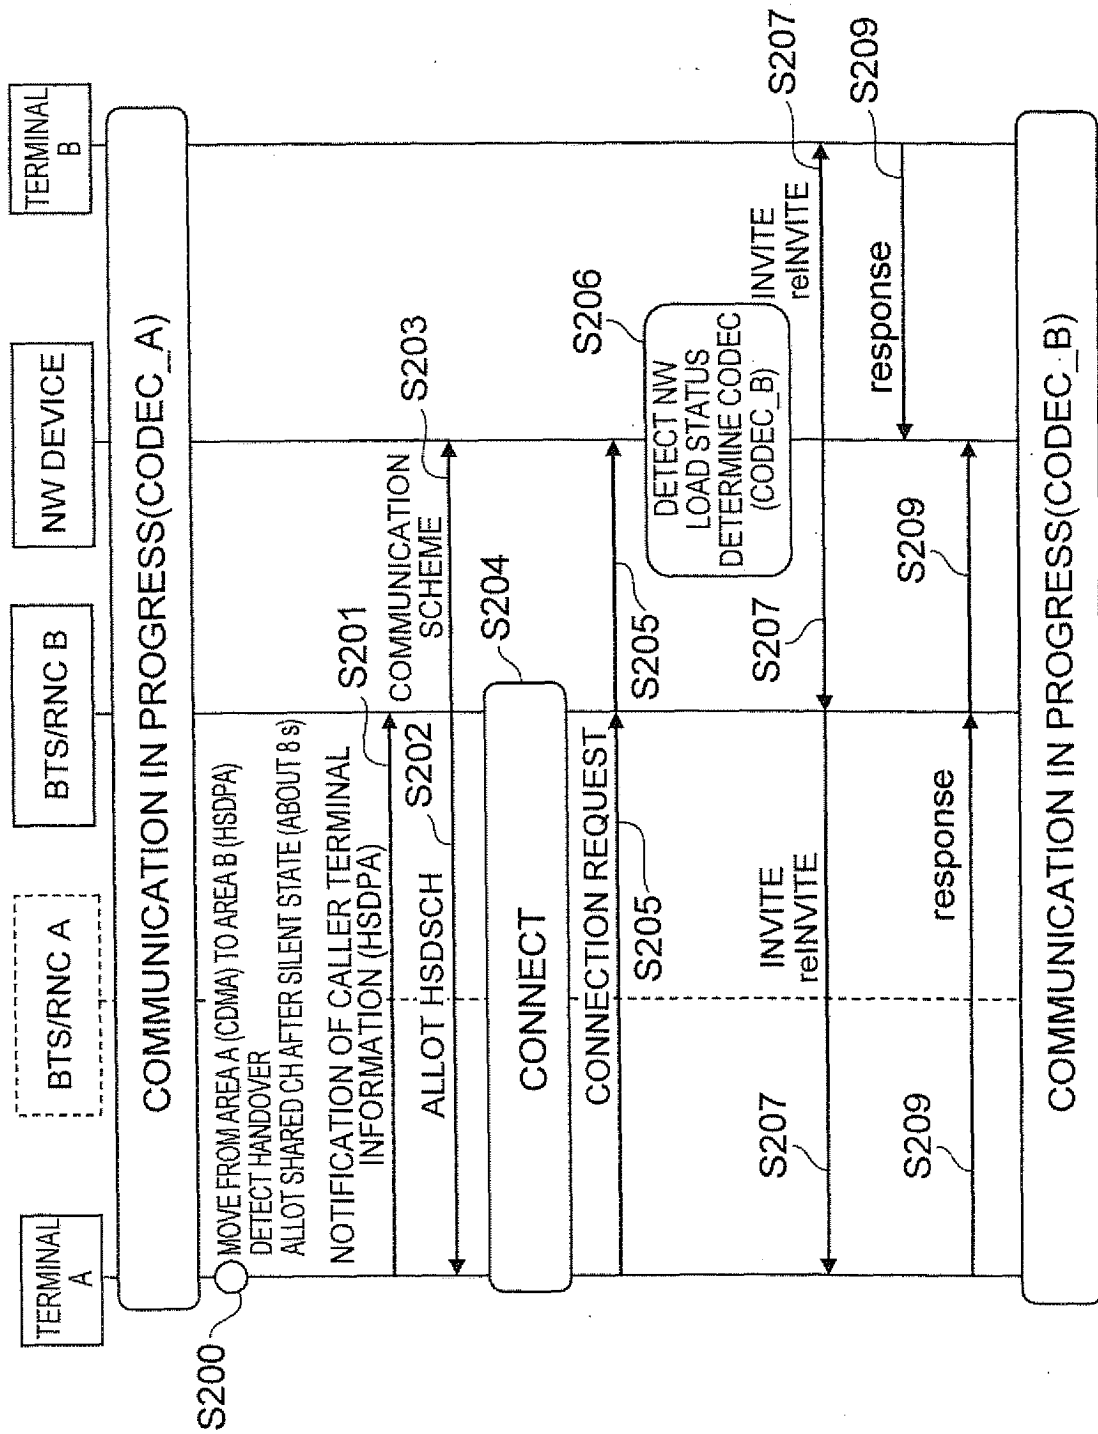 TERMINAL
A
BTS/RNC A
BTS/RNC B
NW DEVICE
TERMINAL
B
COMMUNICATION IN PROGRESS(CODEC_A)
S200
MOVE FROM AREA A (CDMA) TO AREA B (HSDPA)
DETECT HANDOVER
ALLOT SHARED CH AFTER SILENT STATE (ABOUT 8 s)
NOTIFICATION OF CALLER TERMINAL
INFORMATION (HSDPA)
S201
ALLOT HSDSCH
S202
COMMUNICATION
SCHEME
S203
CONNECT
S204
CONNECTION REQUEST
S205
S205
DETECT NW
LOAD STATUS
DETERMINE CODEC
(CODEC_B)
S206
S207
INVITE
reINVITE
S207
INVITE
reINVITE
S207
response
S209
S209
response
S209
COMMUNICATION IN PROGRESS(CODEC_B)